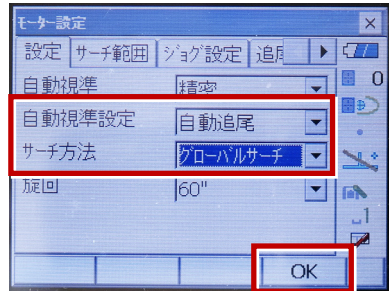 モーター設定
設定 サーチ範囲 ジョグ設定 追尾
自動視準 精密
0
自動視準設定 自動追尾
サーチ方法 グローバルサーチ
旋回 60"
1
OK